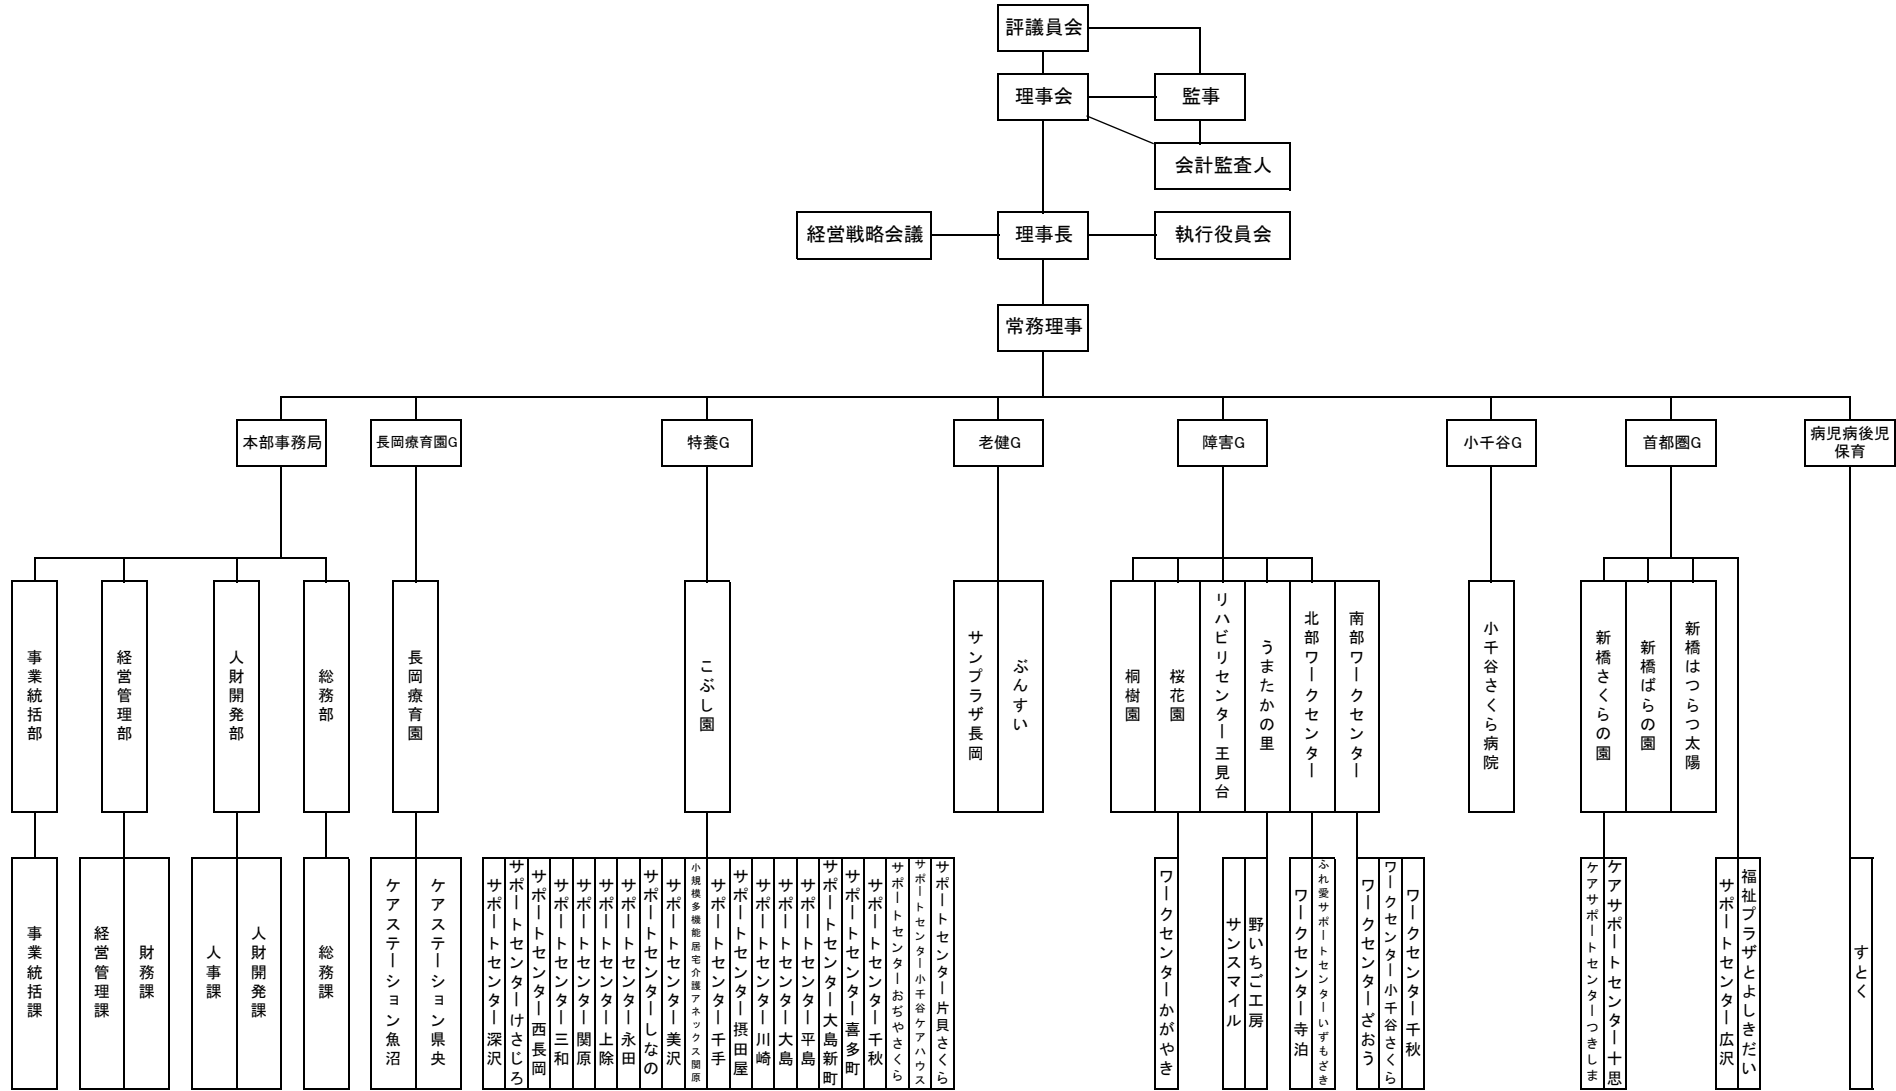 評議員会
理事会
監事
会計監査人
経営戦略会議
理事長
執行役員会
常務理事
本部事務局
長岡療育園G
特養G
老健G
障害G
小千谷G
首都圏G
病児病後児
保育
事業統括部
経営管理部
人財開発部
総務部
長岡療育園
こぶし園
サンプラザ長岡
ぶんすい
桐樹園
桜花園
リハビリセンター王見台
うまたかの里
北部ワークセンター
南部ワークセンター
小千谷さくら病院
新橋さくらの園
新橋ばらの園
新橋はつらつ太陽
事業統括課
経営管理課
財務課
人事課
人財開発課
総務課
ケアステーション魚沼
ケアステーション県央
サポートセンター深沢
サポートセンターけさじろ
サポートセンター西長岡
サポートセンター三和
サポートセンター関原
サポートセンター上除
サポートセンター永田
サポートセンターしなの
サポートセンター美沢
小規模多機能居宅介護アネックス関原
サポートセンター千手
サポートセンター摂田屋
サポートセンター川崎
サポートセンター大島
サポートセンター平島
サポートセンター大島新町
サポートセンター喜多町
サポートセンター千秋
サポートセンターおぢやさくら
サポートセンター小千谷ケアハウス
サポートセンター片貝さくら
ワークセンターかがやき
サンスマイル
野いちご工房
ワークセンター寺泊
ふれ愛サポートセンターいずもざき
ワークセンターざおう
ワークセンター小千谷さくら
ワークセンター千秋
ケアサポートセンターつきしま
ケアサポートセンター十思
サポートセンター広沢
福祉プラザとよしきだい
すとく